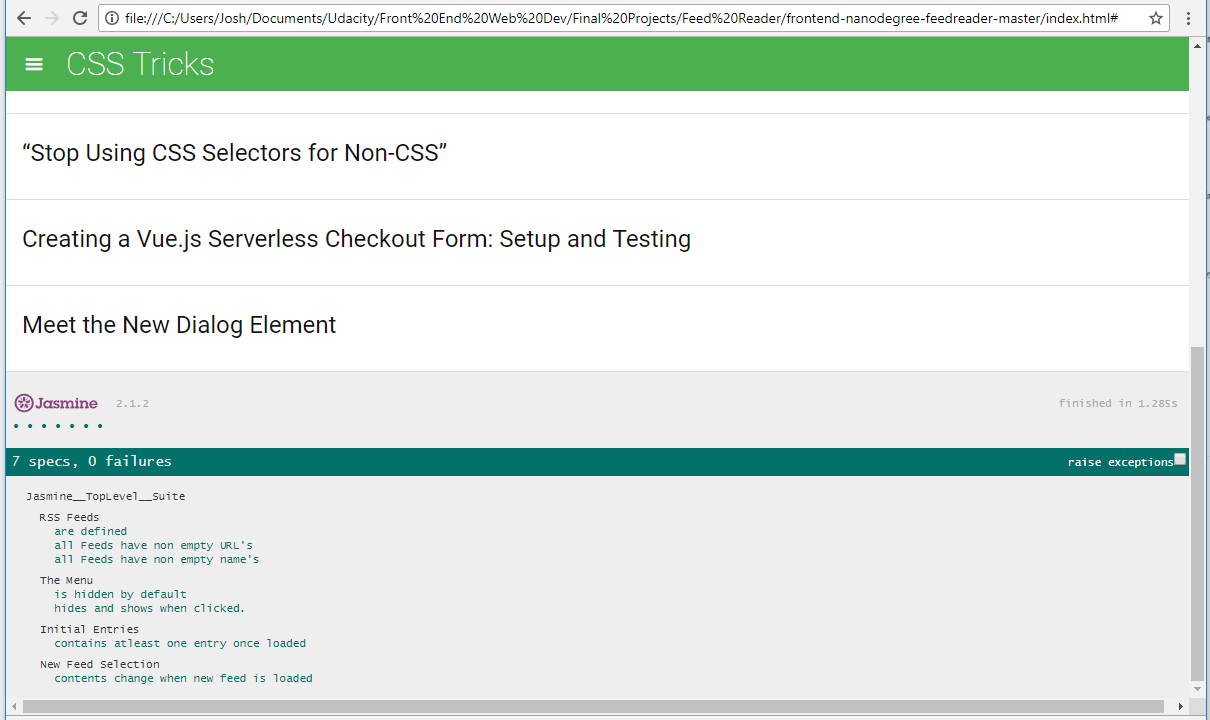 file:///C:/Users/Josh/Documents/Udacity/Front%20End%20Web%20Dev/Final%20Projects/Feed%20Reader/frontend-nanodegree-feedreader-master/index.html#
CSS Tricks
“Stop Using CSS Selectors for Non-CSS”
Creating a Vue.js Serverless Checkout Form: Setup and Testing
Meet the New Dialog Element
Jasmine 2.1.2 finished in 1.285s
7 specs, 0 failures raise exceptions
Jasmine__TopLevel__Suite
RSS Feeds
are defined
all Feeds have non empty URL's
all Feeds have non empty name's
The Menu
is hidden by default
hides and shows when clicked.
Initial Entries
contains atleast one entry once loaded
New Feed Selection
contents change when new feed is loaded